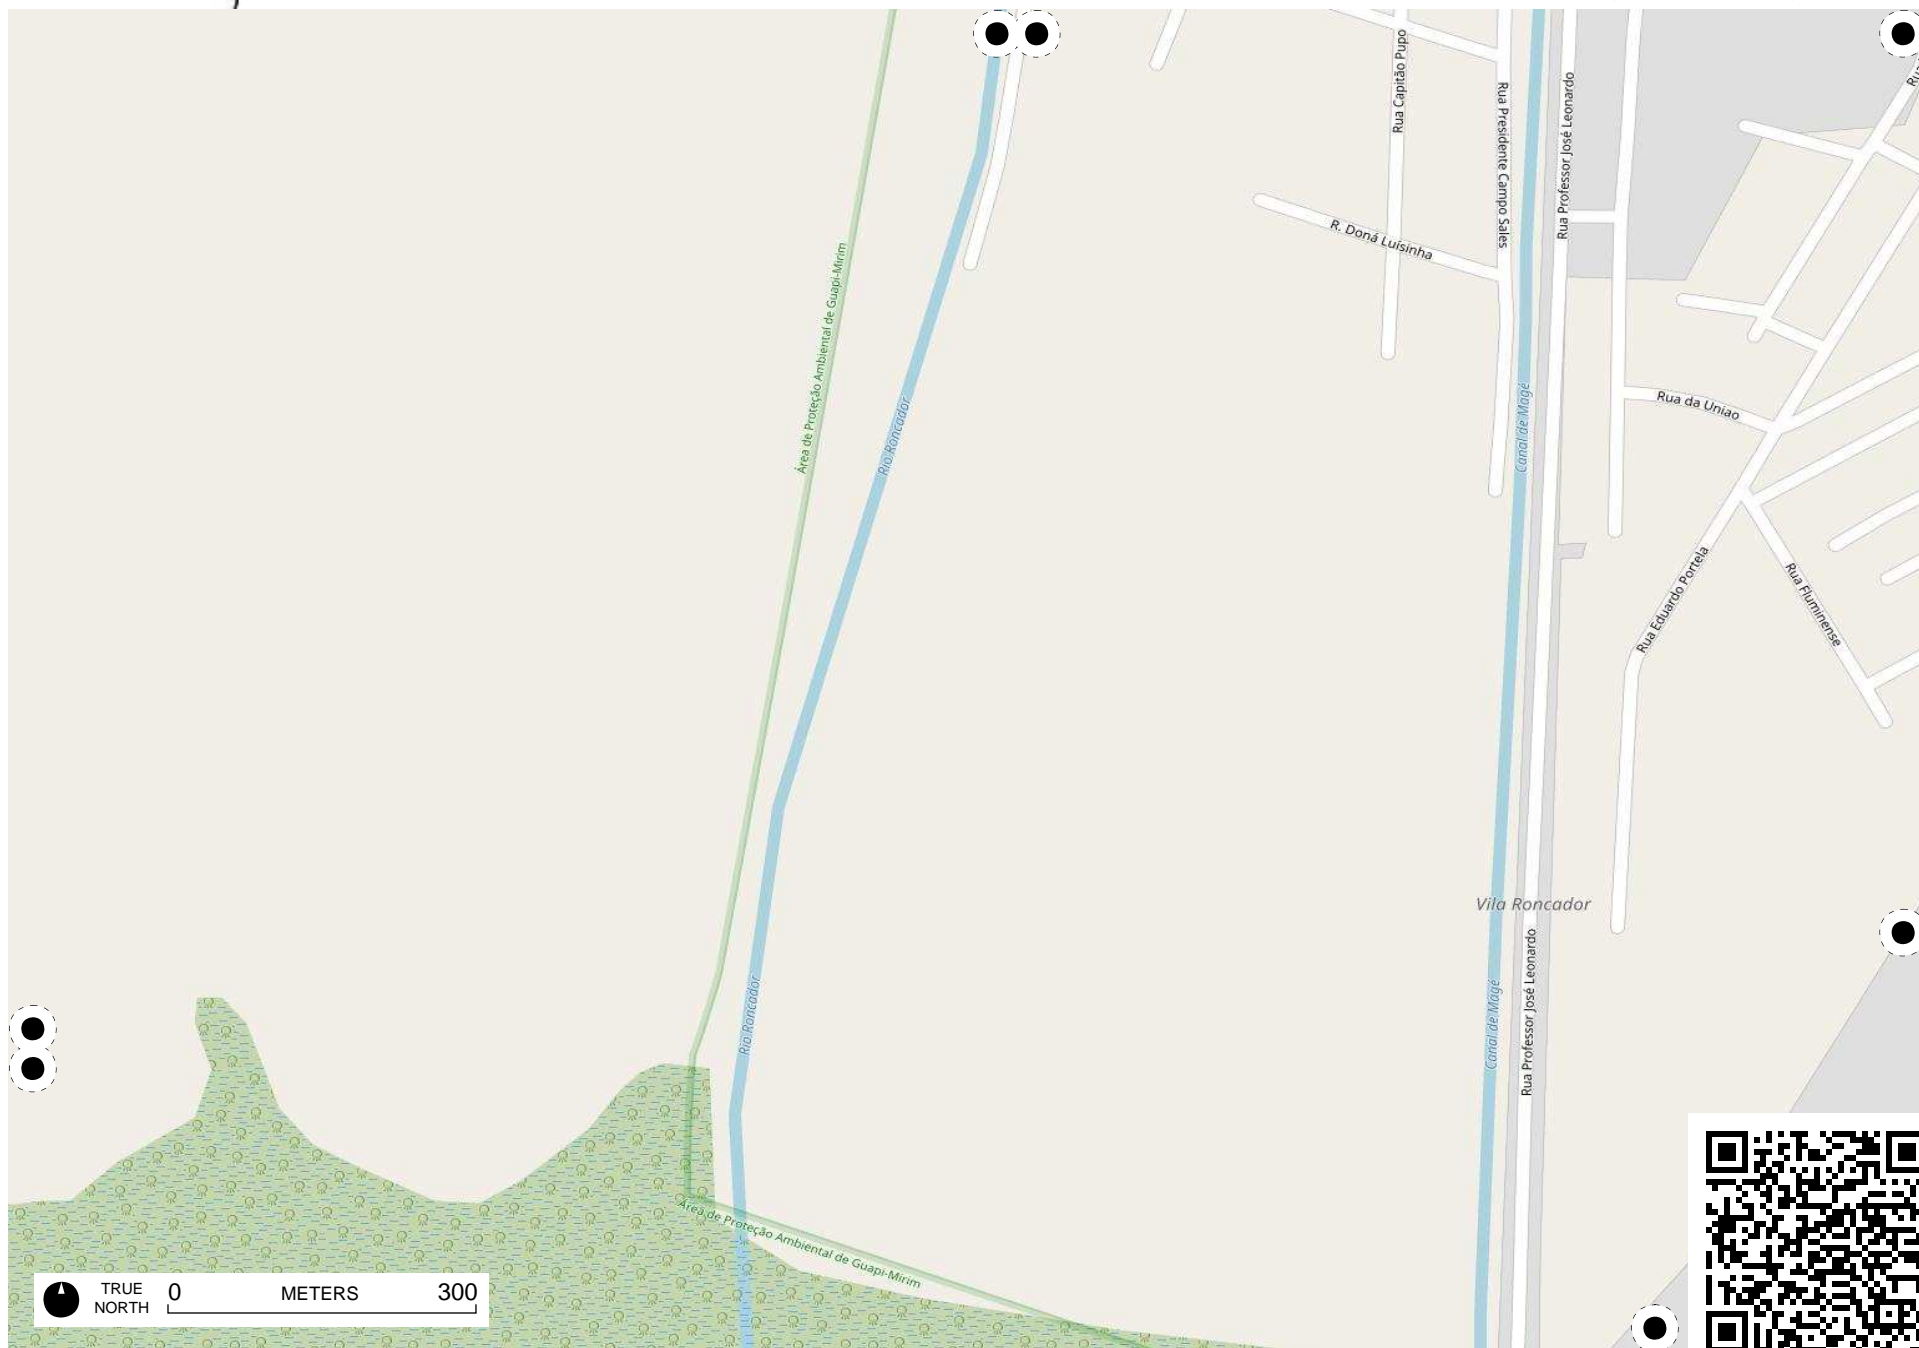 Rua Capitão Pupo
Rua Presidente Campo Sales
Rua Professor José Leonardo
R. Dona Luisinha
Área de Proteção Ambiental de Guapi-Mirim
Rio Roncador
Canal de Magé
Rua da Uniao
Rua Eduardo Portela
Rua Fluminense
Vila Roncador
Rua Professor José Leonardo
Canal de Magé
Rio Roncador
Área de Proteção Ambiental de Guapi-Mirim
TRUE
NORTH
0 METERS 300